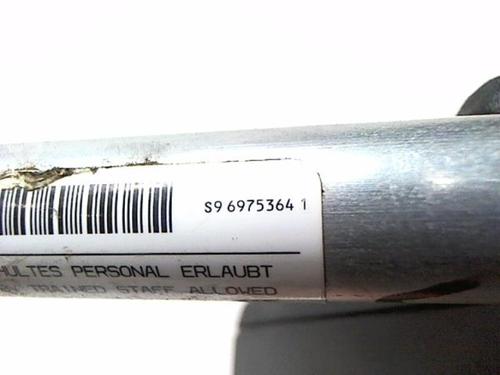 S9 6975364 1
HULTES PERSONAL ERLAUBT
TRAINED STAFF ALLOWED